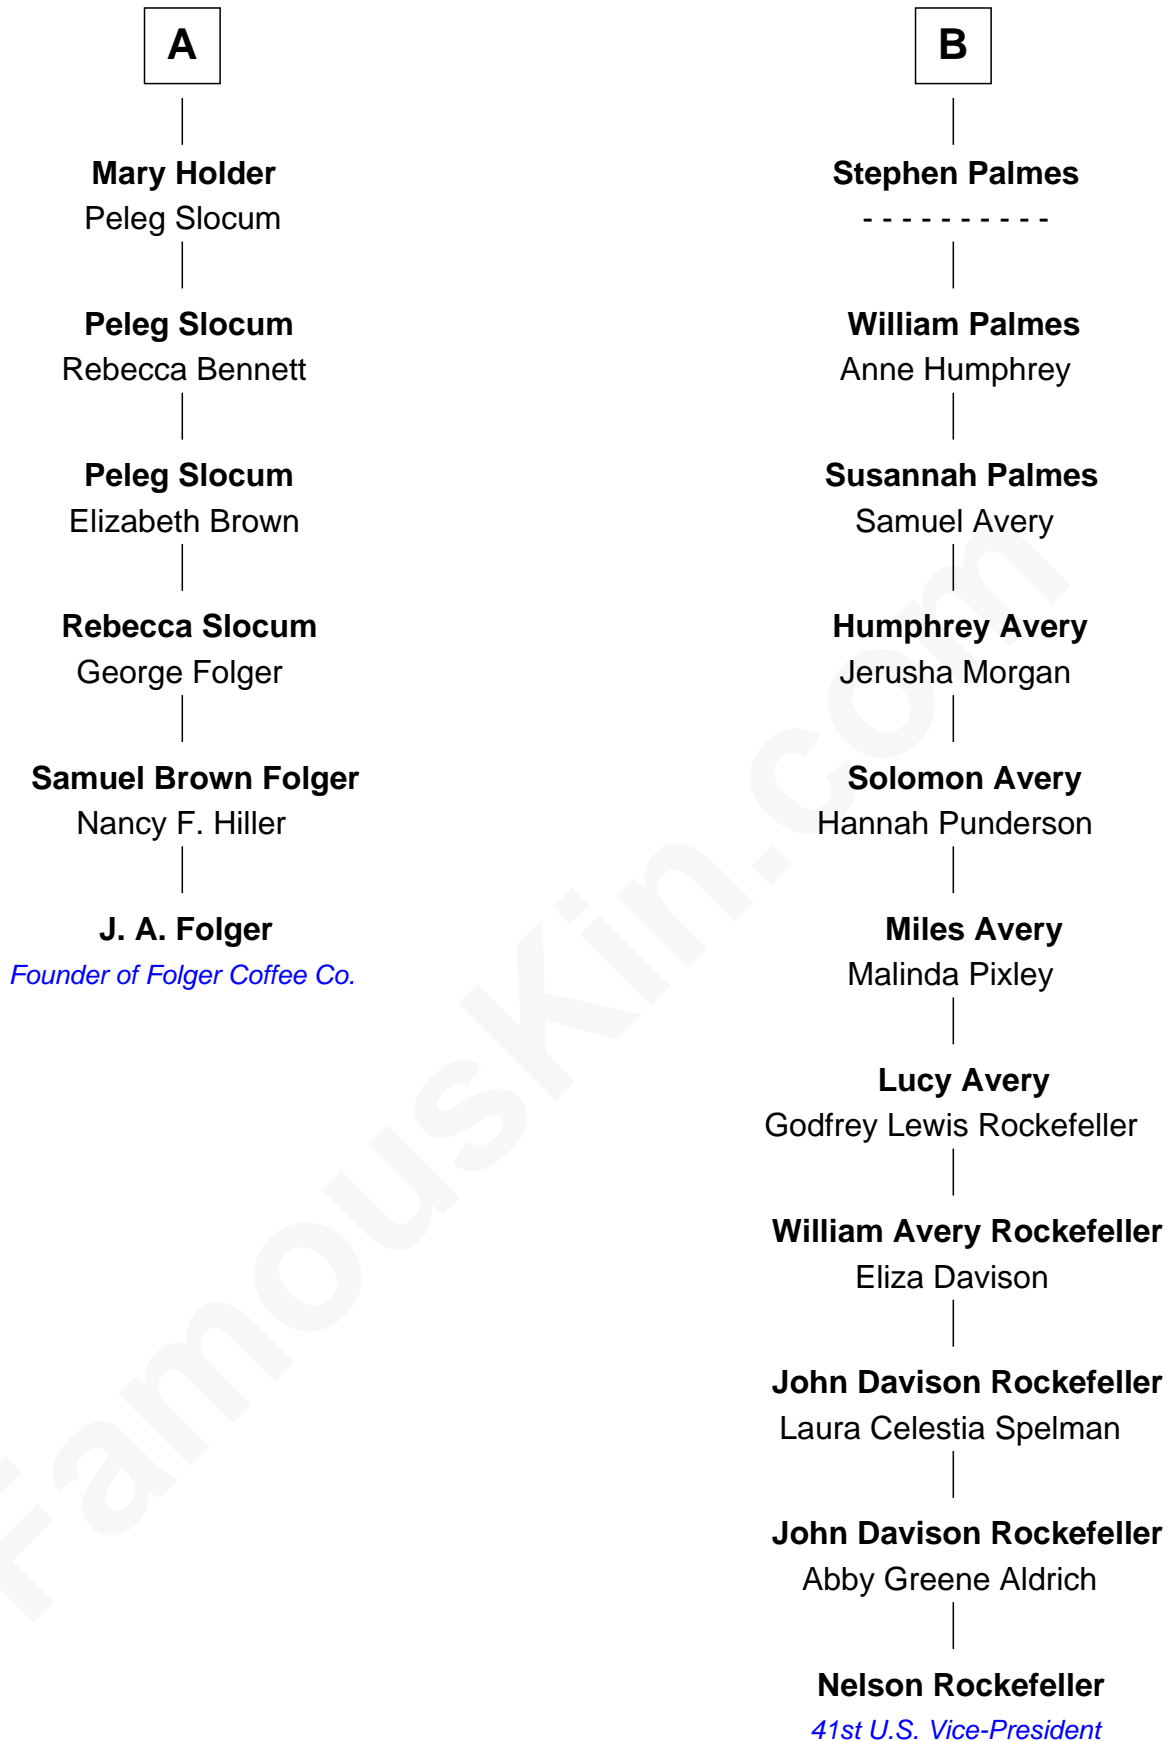 A
Mary Holder
Peleg Slocum
Peleg Slocum
Rebecca Bennett
Peleg Slocum
Elizabeth Brown
Rebecca Slocum
George Folger
Samuel Brown Folger
Nancy F. Hiller
J. A. Folger
Founder of Folger Coffee Co.
B
Stephen Palmes
- - - - - - - - - -
William Palmes
Anne Humphrey
Susannah Palmes
Samuel Avery
Humphrey Avery
Jerusha Morgan
Solomon Avery
Hannah Punderson
Miles Avery
Malinda Pixley
Lucy Avery
Godfrey Lewis Rockefeller
William Avery Rockefeller
Eliza Davison
John Davison Rockefeller
Laura Celestia Spelman
John Davison Rockefeller
Abby Greene Aldrich
Nelson Rockefeller
41st U.S. Vice-President
FamousKin.com